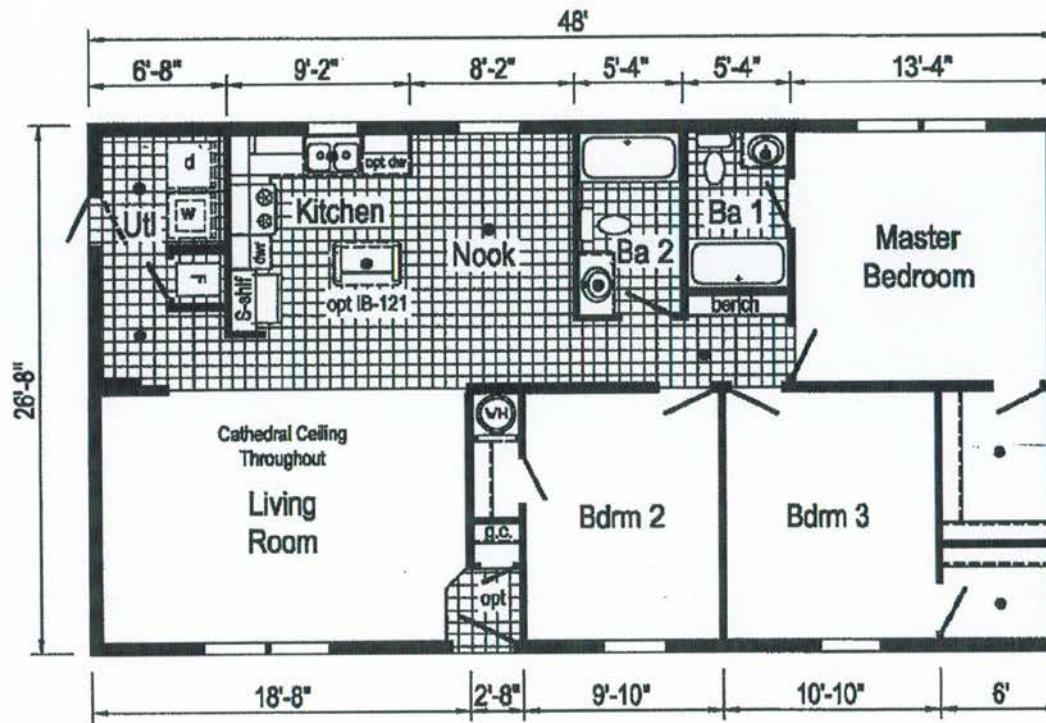 48'
6'-8" 9'-2" 8'-2" 5'-4" 5'-4" 13'-4"
26'-8"
d
opt dw
w
Utl
Kitchen
Ba 1
F
dwr
Nook
Ba 2
Master
Bedroom
S-shlf
opt IB-121
bench
WH
Cathedral Ceiling
Throughout
Living
Room
Bdrm 2
Bdrm 3
g.c.
opt
18'-8" 2'-8" 9'-10" 10'-10" 6'